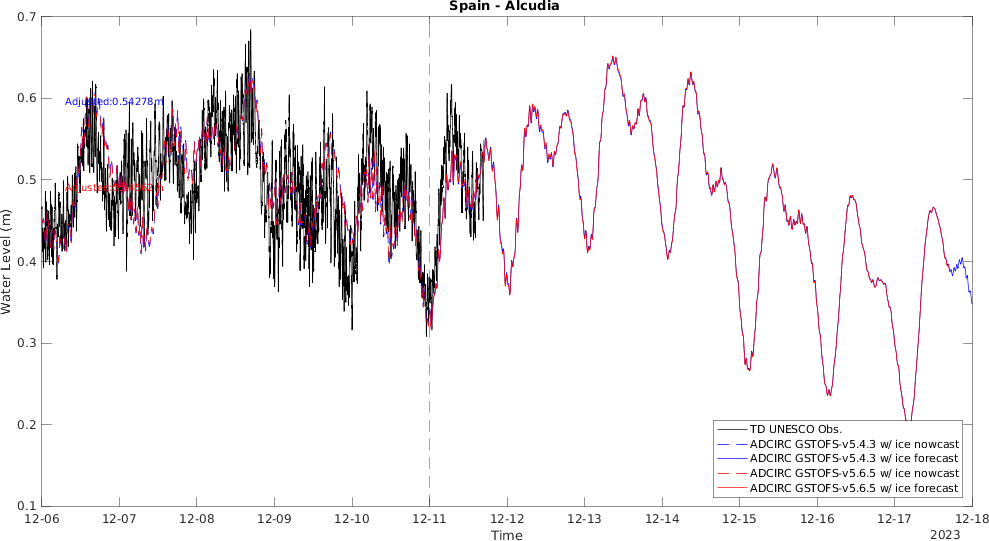 Spain - Alcudia
Water Level (m)
0.7
0.6
0.5
0.4
0.3
0.2
0.1
Adjusted:0.54278 m
TD UNESCO Obs.
ADCIRC GSTOFS-v5.4.3 w/ ice nowcast
ADCIRC GSTOFS-v5.4.3 w/ ice forecast
ADCIRC GSTOFS-v5.6.5 w/ ice nowcast
ADCIRC GSTOFS-v5.6.5 w/ ice forecast
12-06 12-07 12-08 12-09 12-10 12-11 12-12 12-13 12-14 12-15 12-16 12-17 12-18
Time
2023